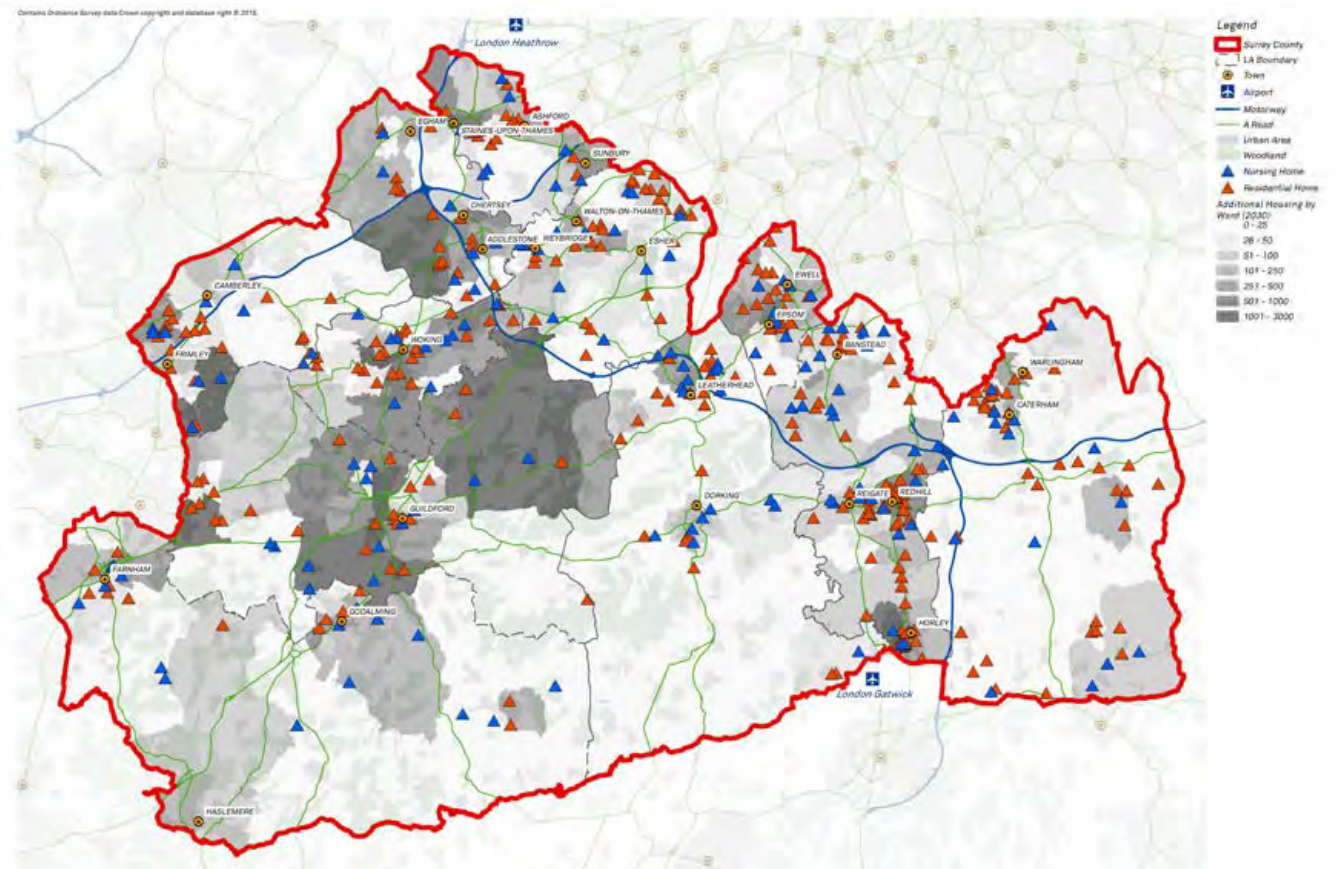 Contains Ordnance Survey data Crown copyright and database right © 2015.
London Heathrow
EGHAM
STAINES-UPON-THAMES
ASHFORD
SUNBURY
CHERTSEY
WALTON-ON-THAMES
ADDLESTONE
WEYBRIDGE
ESHER
CAMBERLEY
EWELL
EPSOM
FRIMLEY
WOKING
BANSTEAD
WARLINGHAM
LEATHERHEAD
CATERHAM
GUILDFORD
DORKING
REIGATE
REDHILL
FARNHAM
GODALMING
HORLEY
London Gatwick
HASLEMERE
Legend
Surrey County
LA Boundary
Town
Airport
Motorway
A Road
Urban Area
Woodland
Nursing Home
Residential Home
Additional Housing by
Ward (2030)
0 - 25
26 - 50
51 - 100
101 - 250
251 - 500
501 - 1000
1001 - 3000